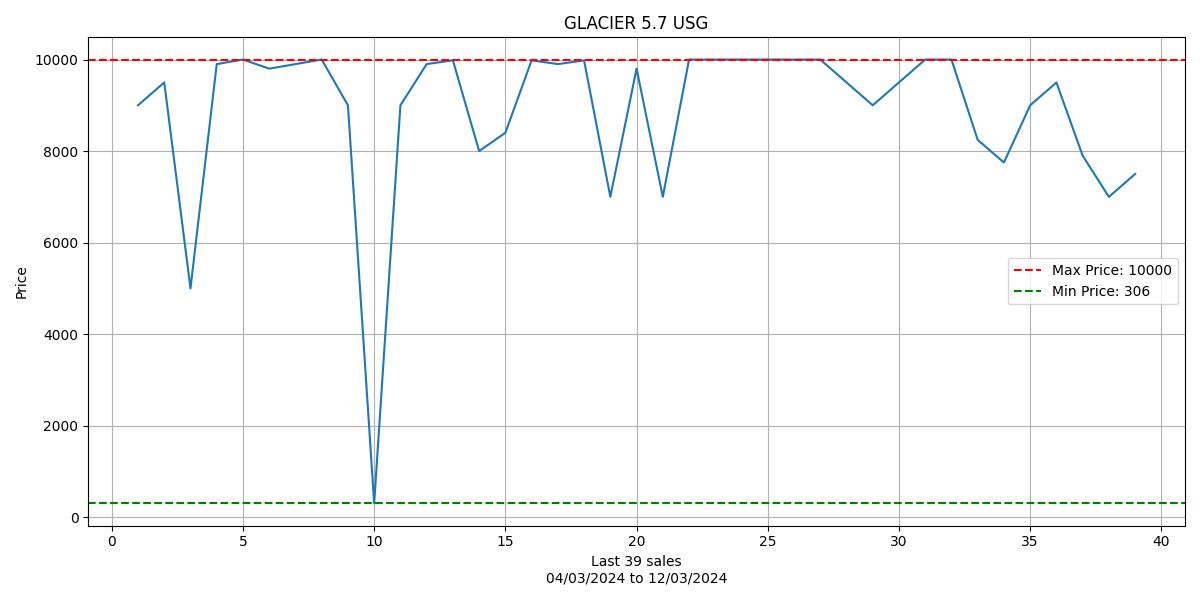 GLACIER 5.7 USG
10000
8000
6000
4000
2000
0
Price
Max Price: 10000
Min Price: 306
0 5 10 15 20 25 30 35 40
Last 39 sales
04/03/2024 to 12/03/2024